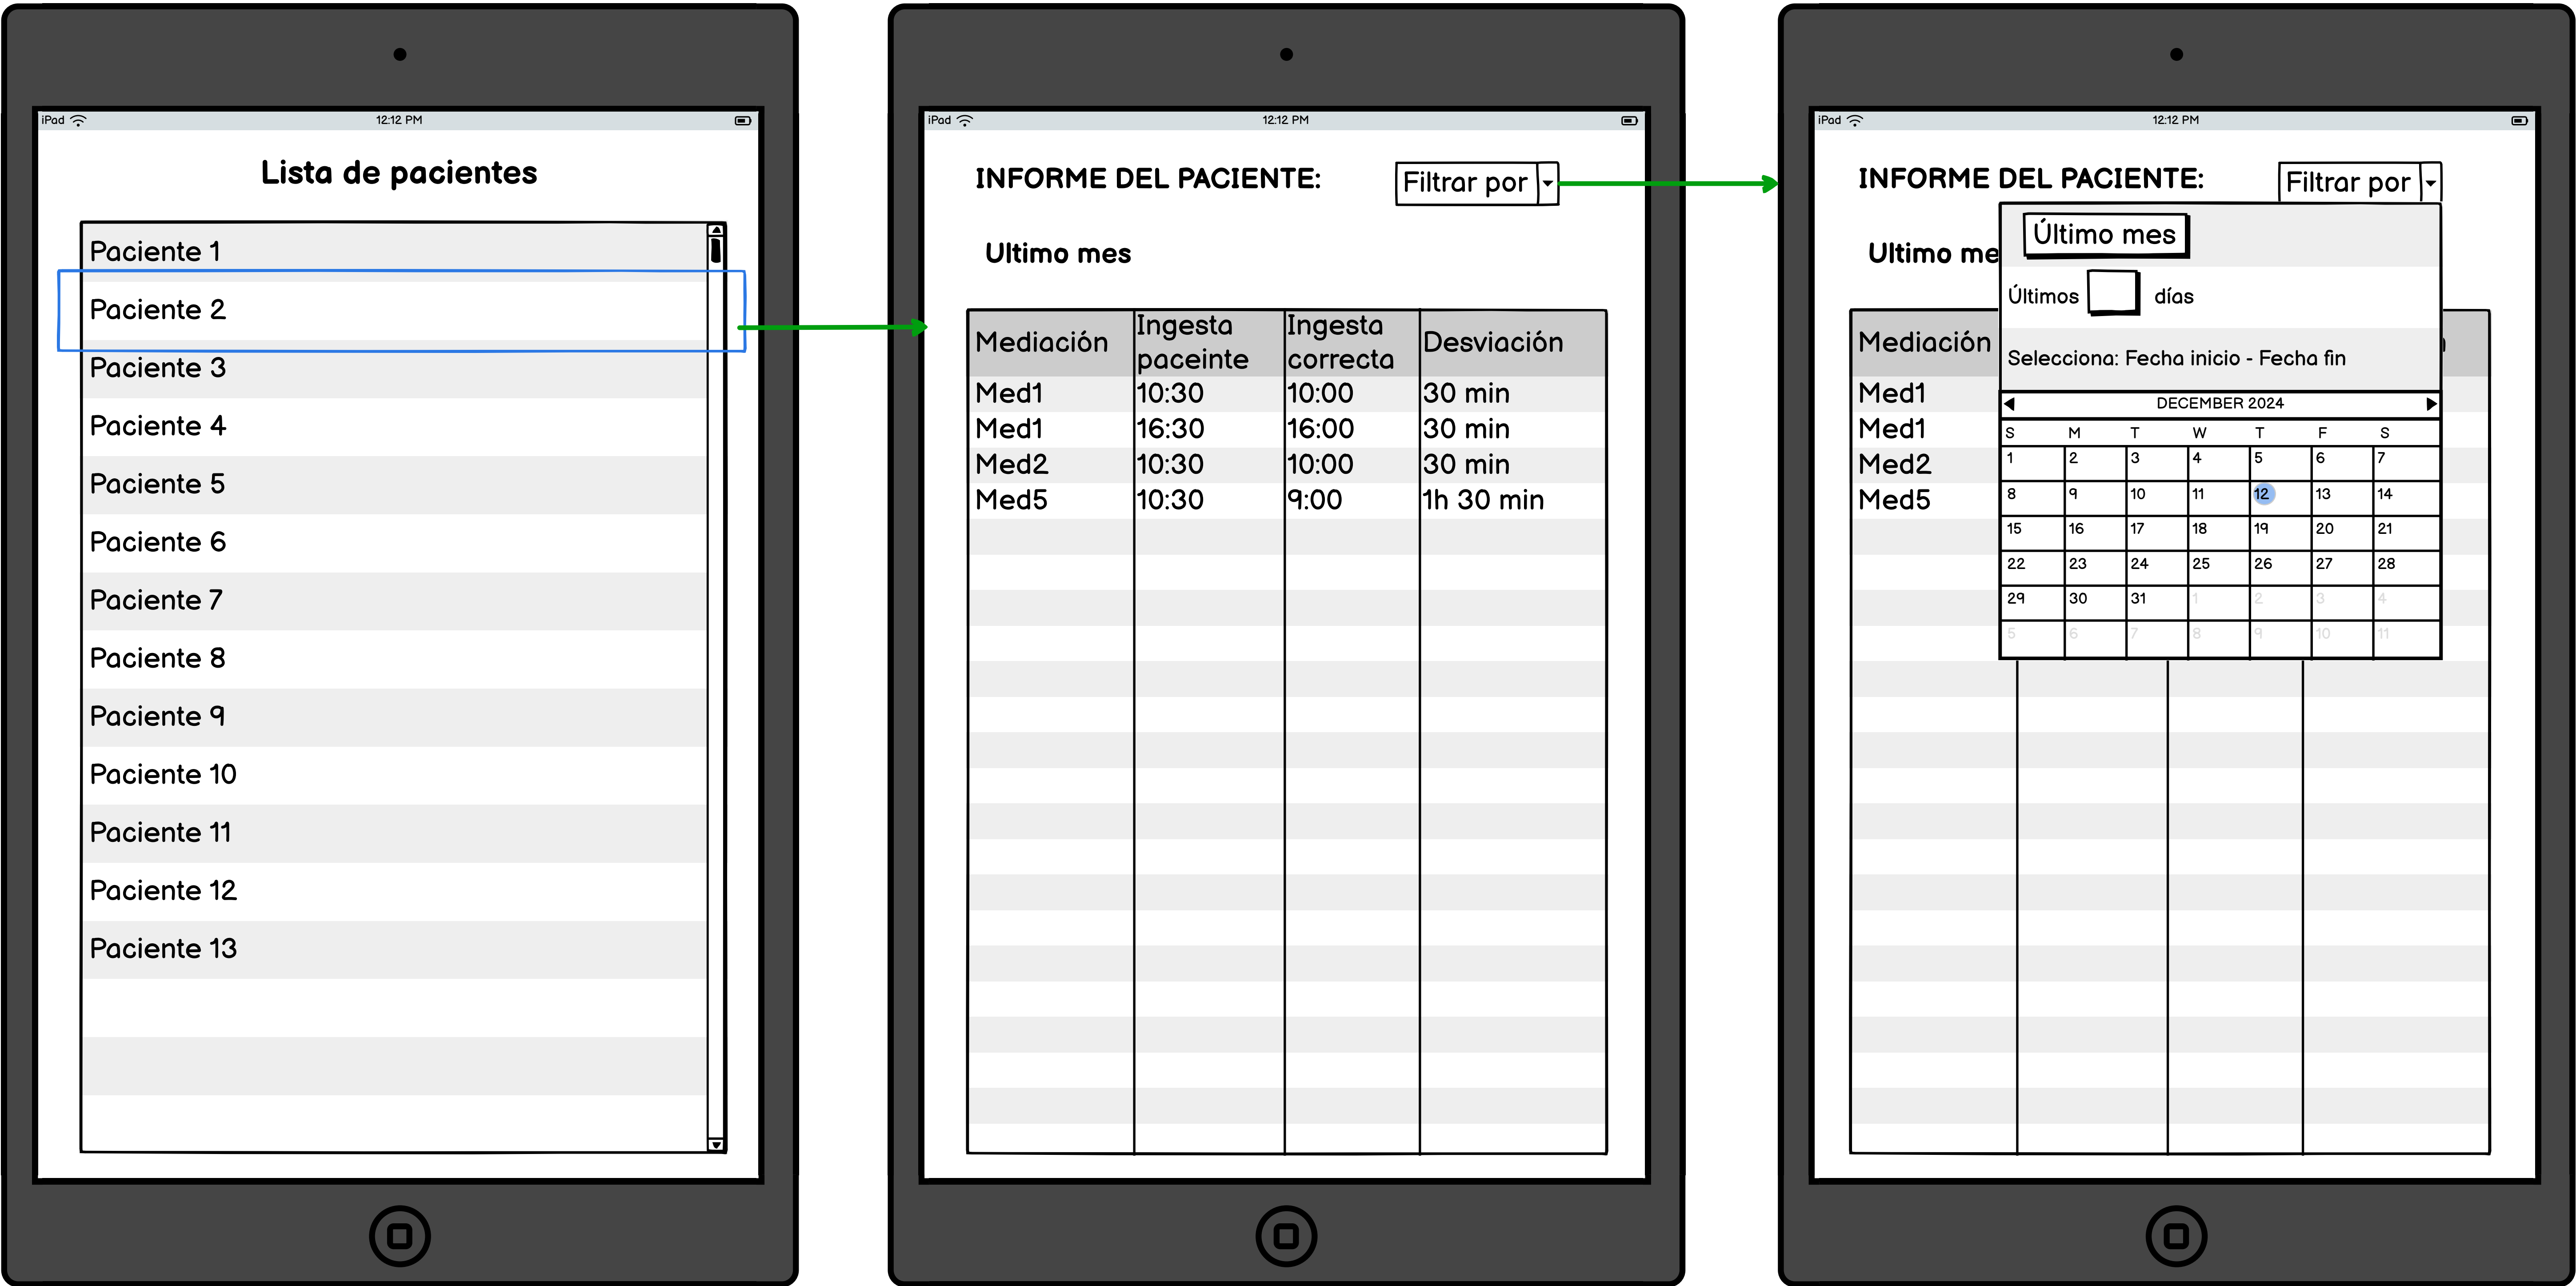 iPad 12:12 PM
Lista de pacientes
Paciente 1
Paciente 2
Paciente 3
Paciente 4
Paciente 5
Paciente 6
Paciente 7
Paciente 8
Paciente 9
Paciente 10
Paciente 11
Paciente 12
Paciente 13
iPad 12:12 PM
INFORME DEL PACIENTE: Filtrar por
Ultimo mes
Mediación Ingesta paceinte Ingesta correcta Desviación
Med1 10:30 10:00 30 min
Med1 16:30 16:00 30 min
Med2 10:30 10:00 30 min
Med5 10:30 9:00 1h 30 min
iPad 12:12 PM
INFORME DEL PACIENTE: Filtrar por
Ultimo me
Mediación
Med1
Med1
Med2
Med5
Último mes
Últimos días
Selecciona: Fecha inicio - Fecha fin
DECEMBER 2024
S M T W T F S
1 2 3 4 5 6 7
8 9 10 11 12 13 14
15 16 17 18 19 20 21
22 23 24 25 26 27 28
29 30 31 1 2 3 4
5 6 7 8 9 10 11